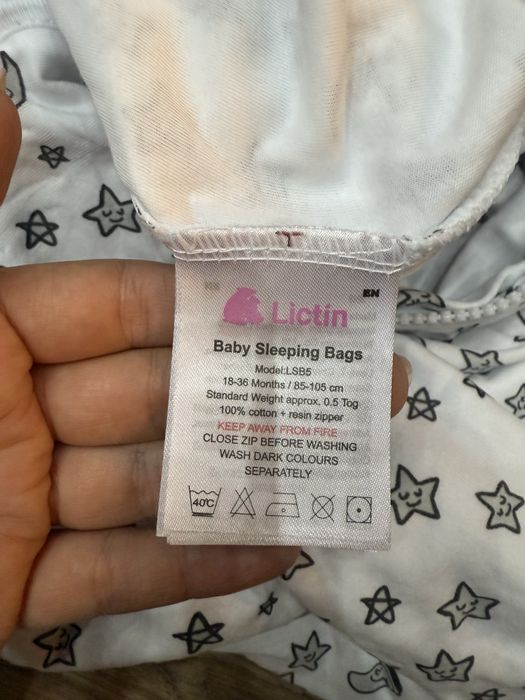 EN
Lictin
Baby Sleeping Bags
Model:LSB5
18-36 Months / 85-105 cm
Standard Weight approx. 0.5 Tog
100% cotton + resin zipper
KEEP AWAY FROM FIRE
CLOSE ZIP BEFORE WASHING
WASH DARK COLOURS
SEPARATELY
40℃